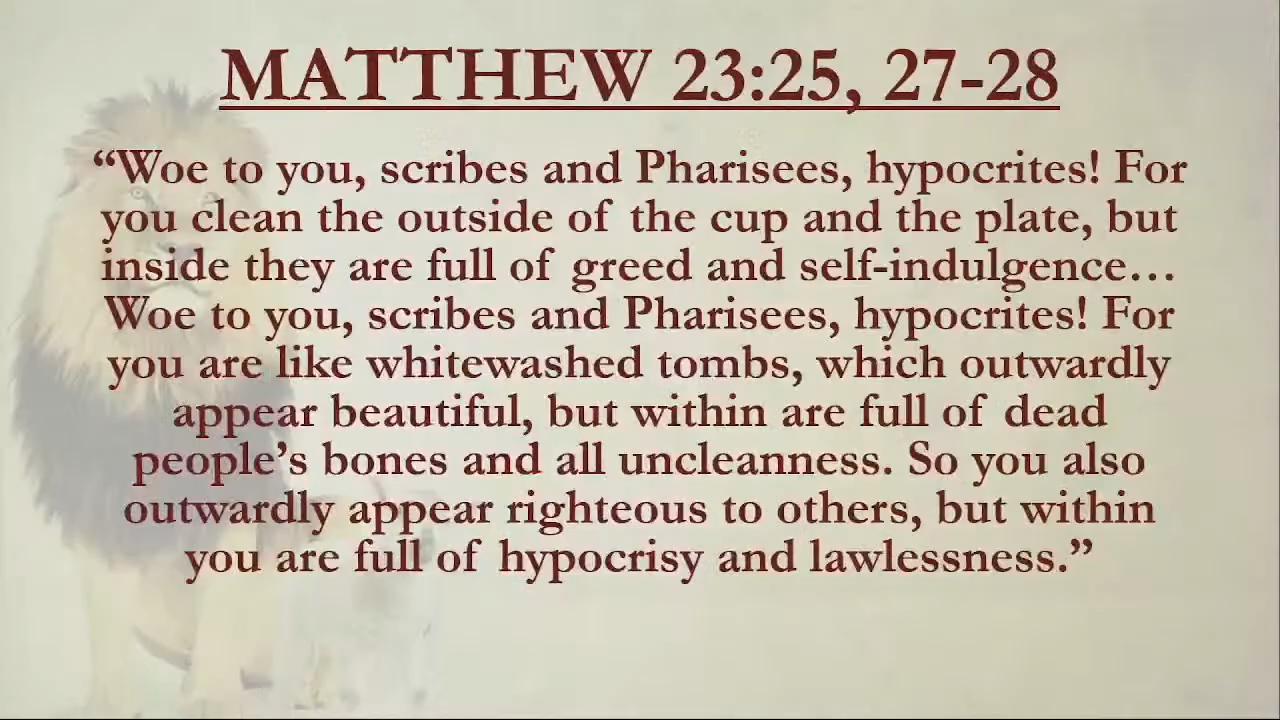 MATTHEW 23:25, 27-28
“Woe to you, scribes and Pharisees, hypocrites! For
you clean the outside of the cup and the plate, but
inside they are full of greed and self-indulgence…
Woe to you, scribes and Pharisees, hypocrites! For
you are like whitewashed tombs, which outwardly
appear beautiful, but within are full of dead
people’s bones and all uncleanness. So you also
outwardly appear righteous to others, but within
you are full of hypocrisy and lawlessness.”